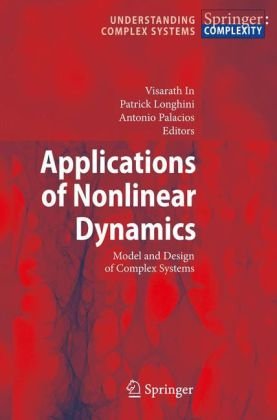 UNDERSTANDING
COMPLEX SYSTEMS
Springer:
COMPLEXITY
Visarath In
Patrick Longhini
Antonio Palacios
Editors
Applications
of Nonlinear
Dynamics
Model and Design
of Complex Systems
Springer